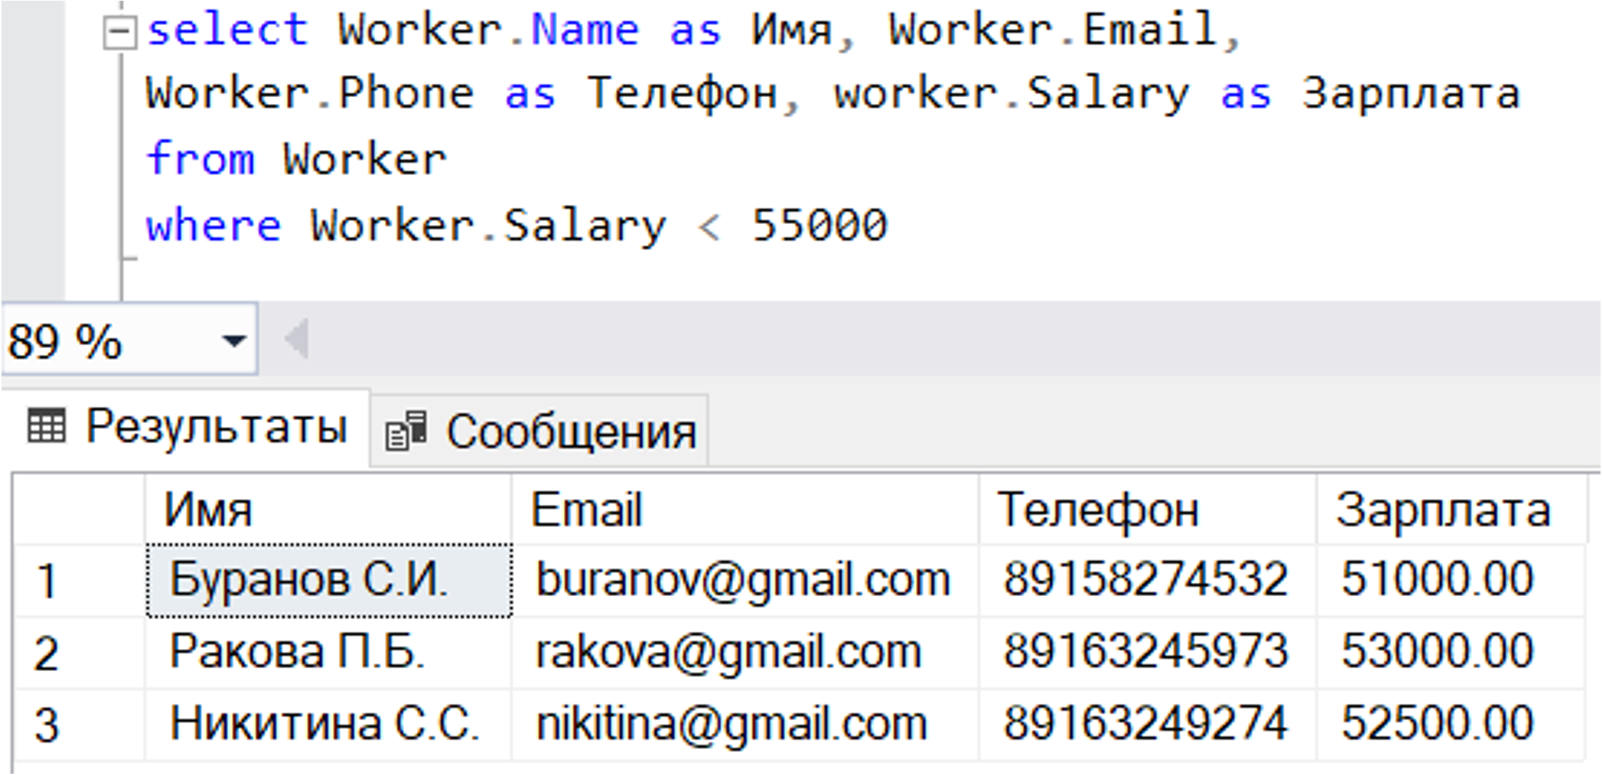 select Worker.Name as Имя, Worker.Email,
Worker.Phone as Телефон, worker.Salary as Зарплата
from Worker
where Worker.Salary < 55000
89 %
Результаты Сообщения
Имя Email Телефон Зарплата
1 Буранов С.И. buranov@gmail.com 89158274532 51000.00
2 Ракова П.Б. rakova@gmail.com 89163245973 53000.00
3 Никитина С.С. nikitina@gmail.com 89163249274 52500.00